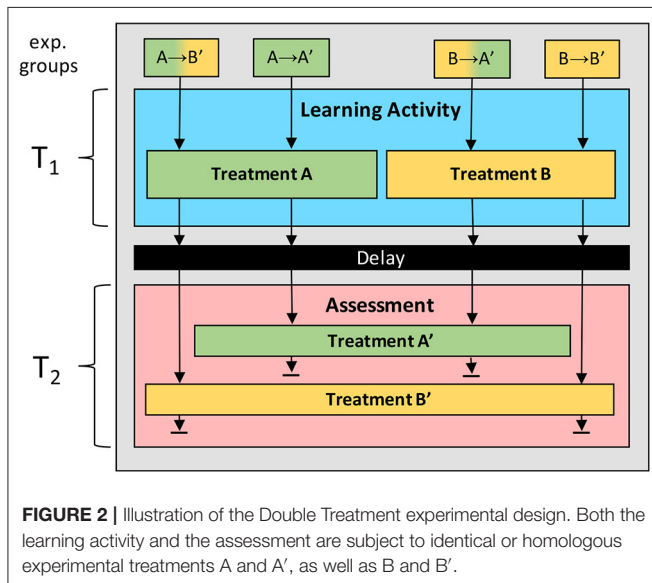 exp.
groups
A→B′
A→A′
B→A′
B→B′
Learning Activity
T1
Treatment A
Treatment B
Delay
Assessment
T2
Treatment A′
Treatment B′
FIGURE 2 | Illustration of the Double Treatment experimental design. Both the
learning activity and the assessment are subject to identical or homologous
experimental treatments A and A′, as well as B and B′.